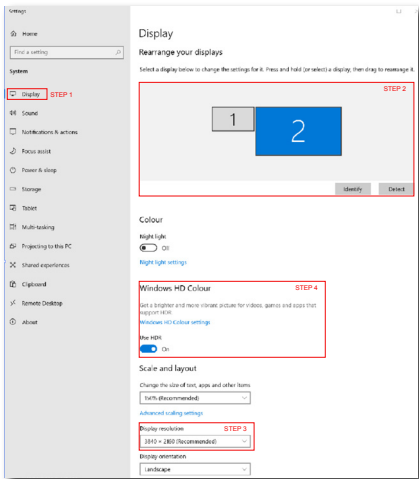 Settings
Home
Find a setting
System
Display
STEP 1
Sound
Notifications & actions
Focus assist
Power & sleep
Storage
Tablet
Multi-tasking
Projecting to this PC
Shared experiences
Clipboard
Remote Desktop
About
Display
Rearrange your displays
Select a display below to change the settings for it. Press and hold (or select) a display, then drag to rearrange it.
STEP 2
1
2
Identify
Detect
Colour
Night light
Off
Night light settings
Windows HD Colour
STEP 4
Get a brighter and more vibrant picture for videos, games and apps that
support HDR.
Windows HD Colour settings
Use HDR
On
Scale and layout
Change the size of text, apps and other items
150% (Recommended)
Advanced scaling settings
Display resolution
STEP 3
3840 × 2160 (Recommended)
Display orientation
Landscape